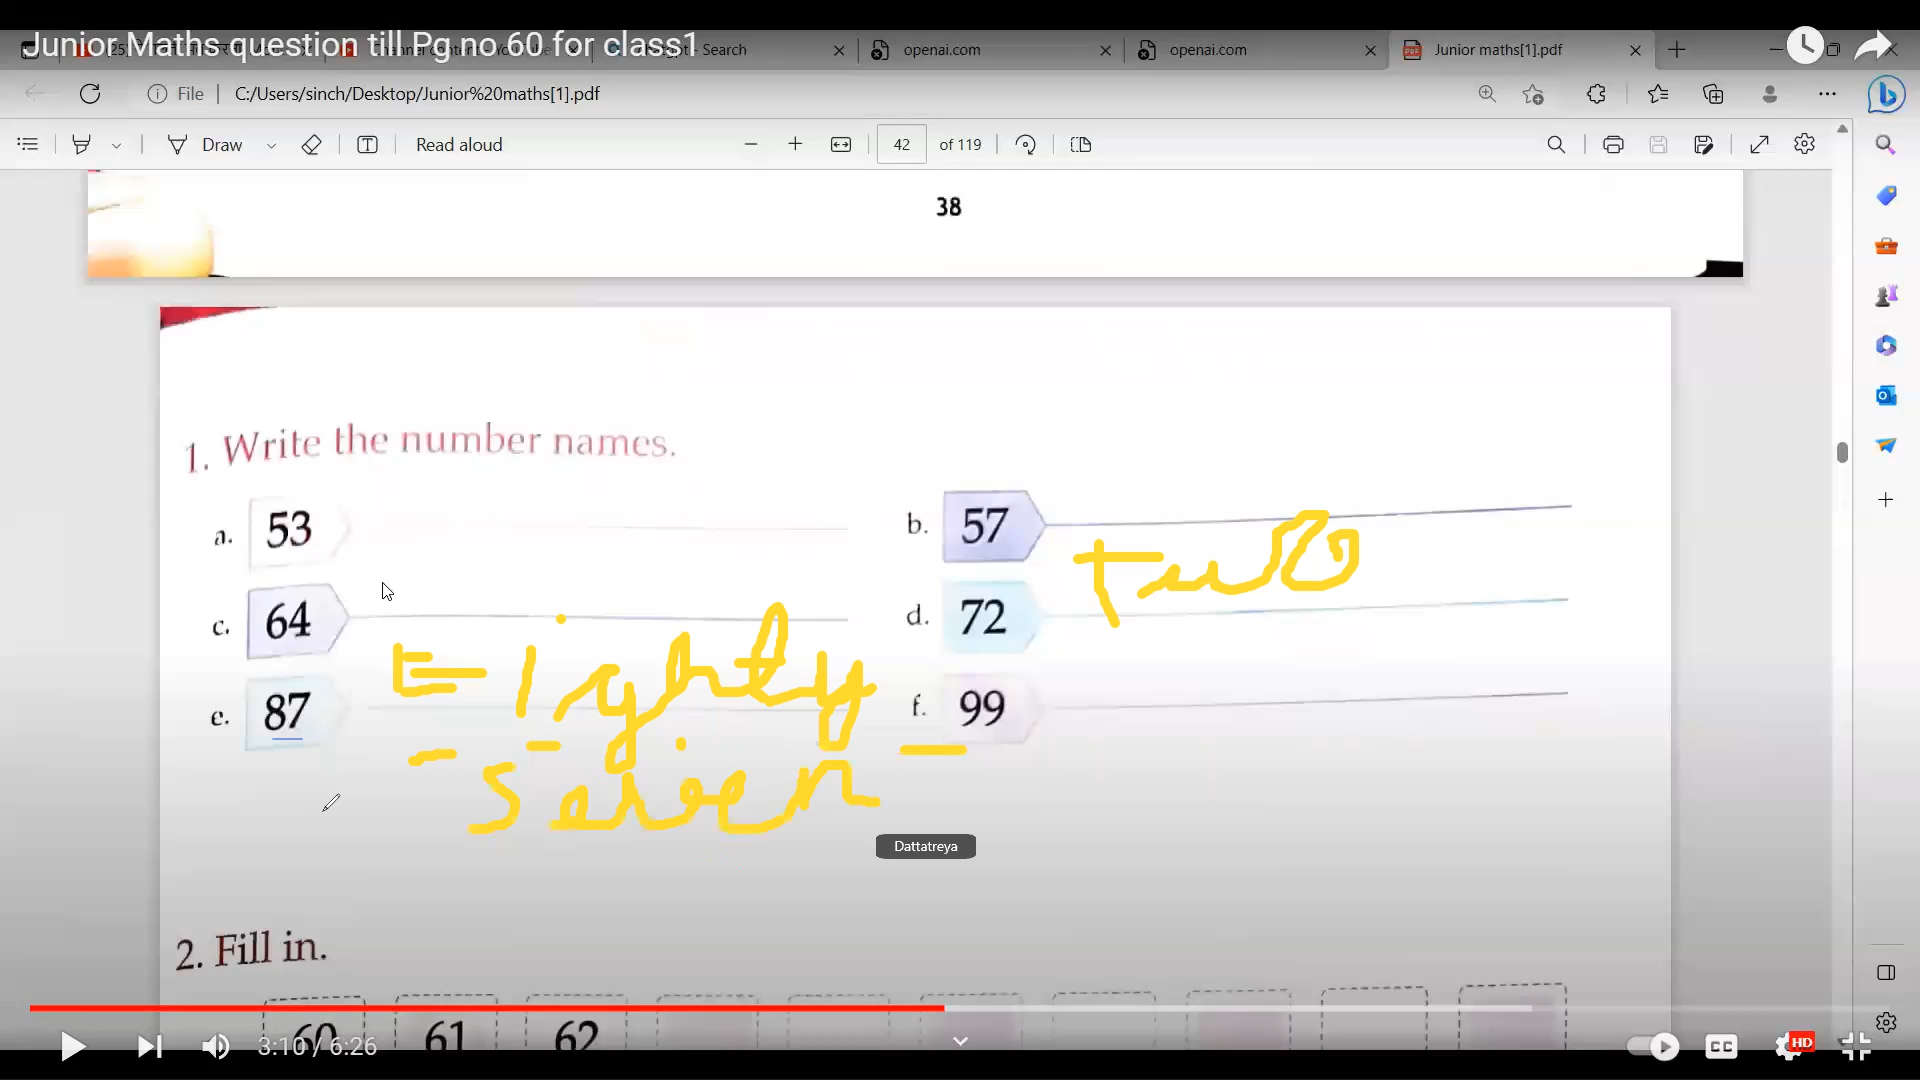 Junior Maths question till Pg no 60 for class1
Search
openai.com
openai.com
Junior maths[1].pdf
File
C:/Users/sinch/Desktop/Junior%20maths[1].pdf
Draw
Read aloud
42 of 119
38
1. Write the number names.
a. 53
b. 57
Two
c. 64
d. 72
Eighty
e. 87
f. 99
- Seven
Dattatreya
2. Fill in.
60 61 62
3:10 / 6:26
CC
HD